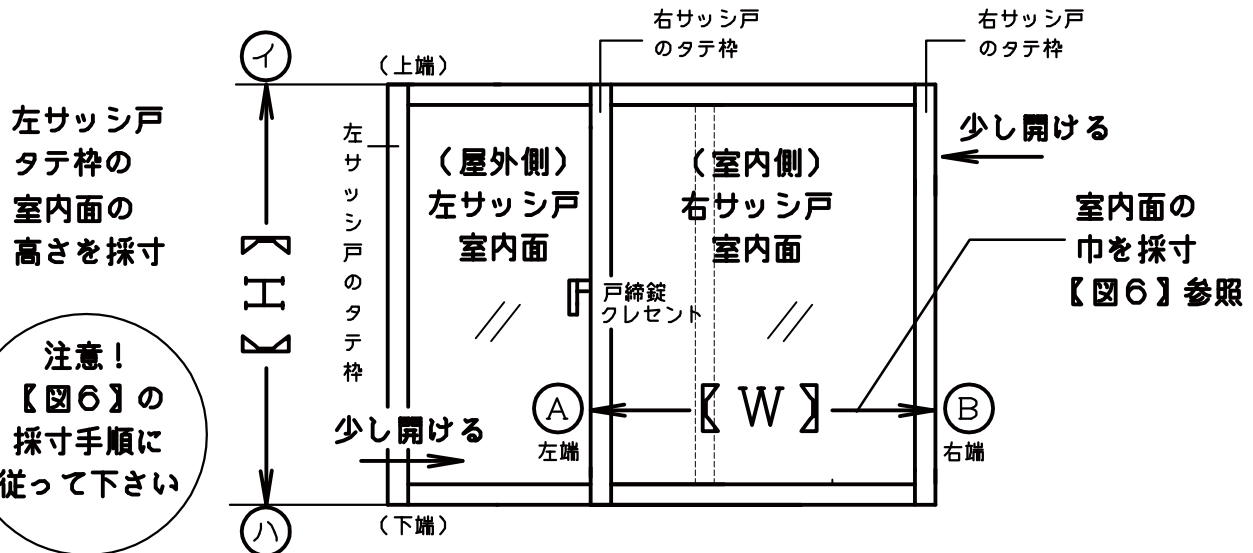 右サッシ戸
のタテ枠
右サッシ戸
のタテ枠
イ
（上端）
左サッシ戸
タテ枠の
室内面の
高さを採寸
左サッシ戸のタテ枠
（屋外側）
左サッシ戸
室内面
（室内側）
右サッシ戸
室内面
少し開ける
室内面の
巾を採寸
【図６】参照
【H】
戸締錠
クレセント
注意！
【図６】の
採寸手順に
従って下さい
少し開ける
A
左端
【W】
B
右端
ハ
（下端）